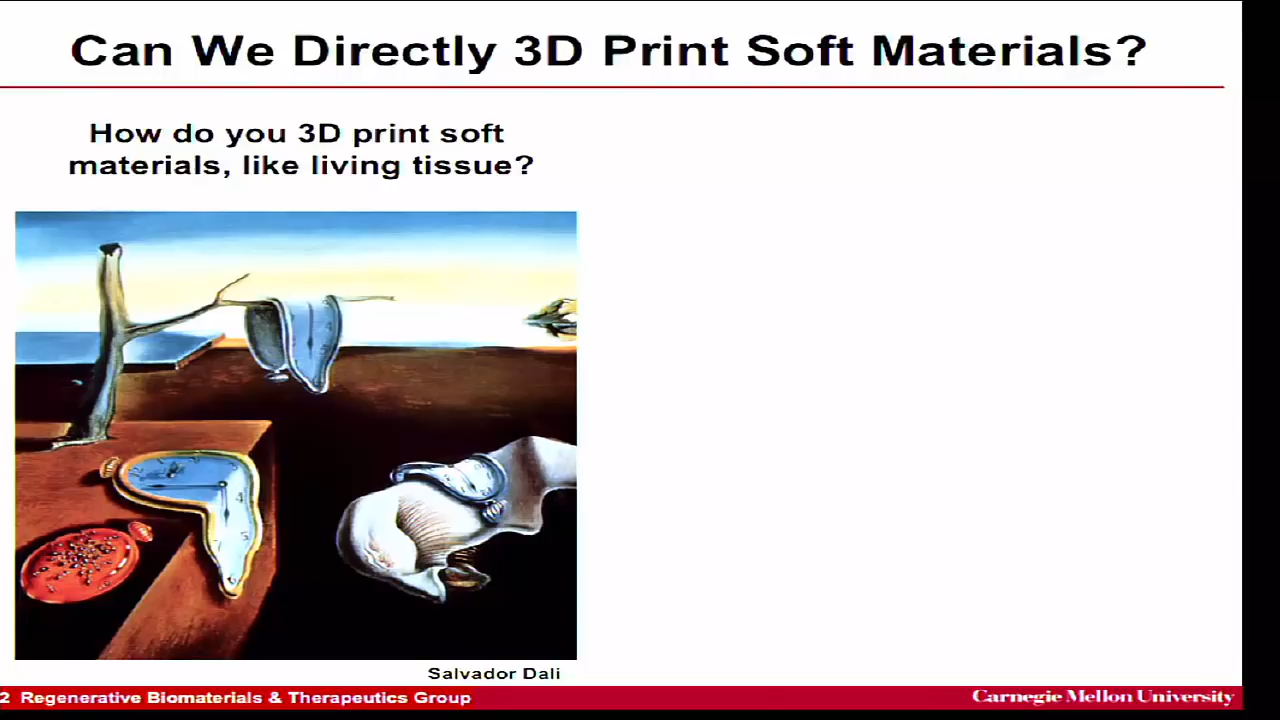 Can We Directly 3D Print Soft Materials?
How do you 3D print soft
materials, like living tissue?
Salvador Dali
2 Regenerative Biomaterials & Therapeutics Group
Carnegie Mellon University